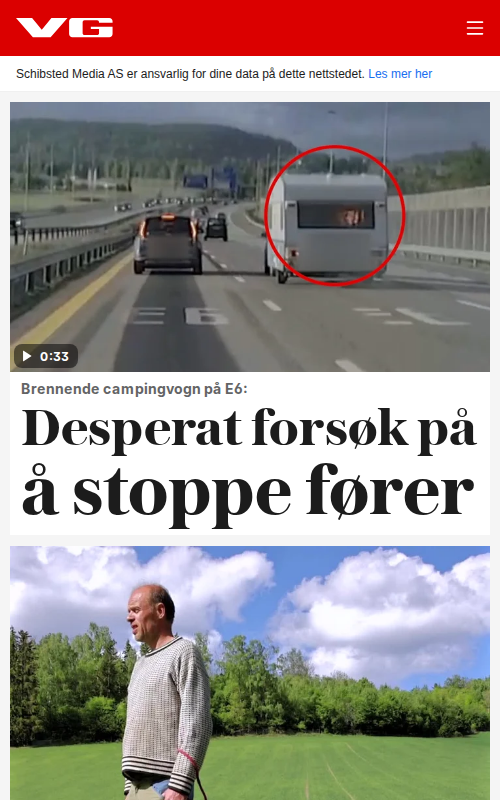 VG
Schibsted Media AS er ansvarlig for dine data på dette nettstedet. Les mer her
0:33
Brennende campingvogn på E6:
Desperat forsøk på
å stoppe fører